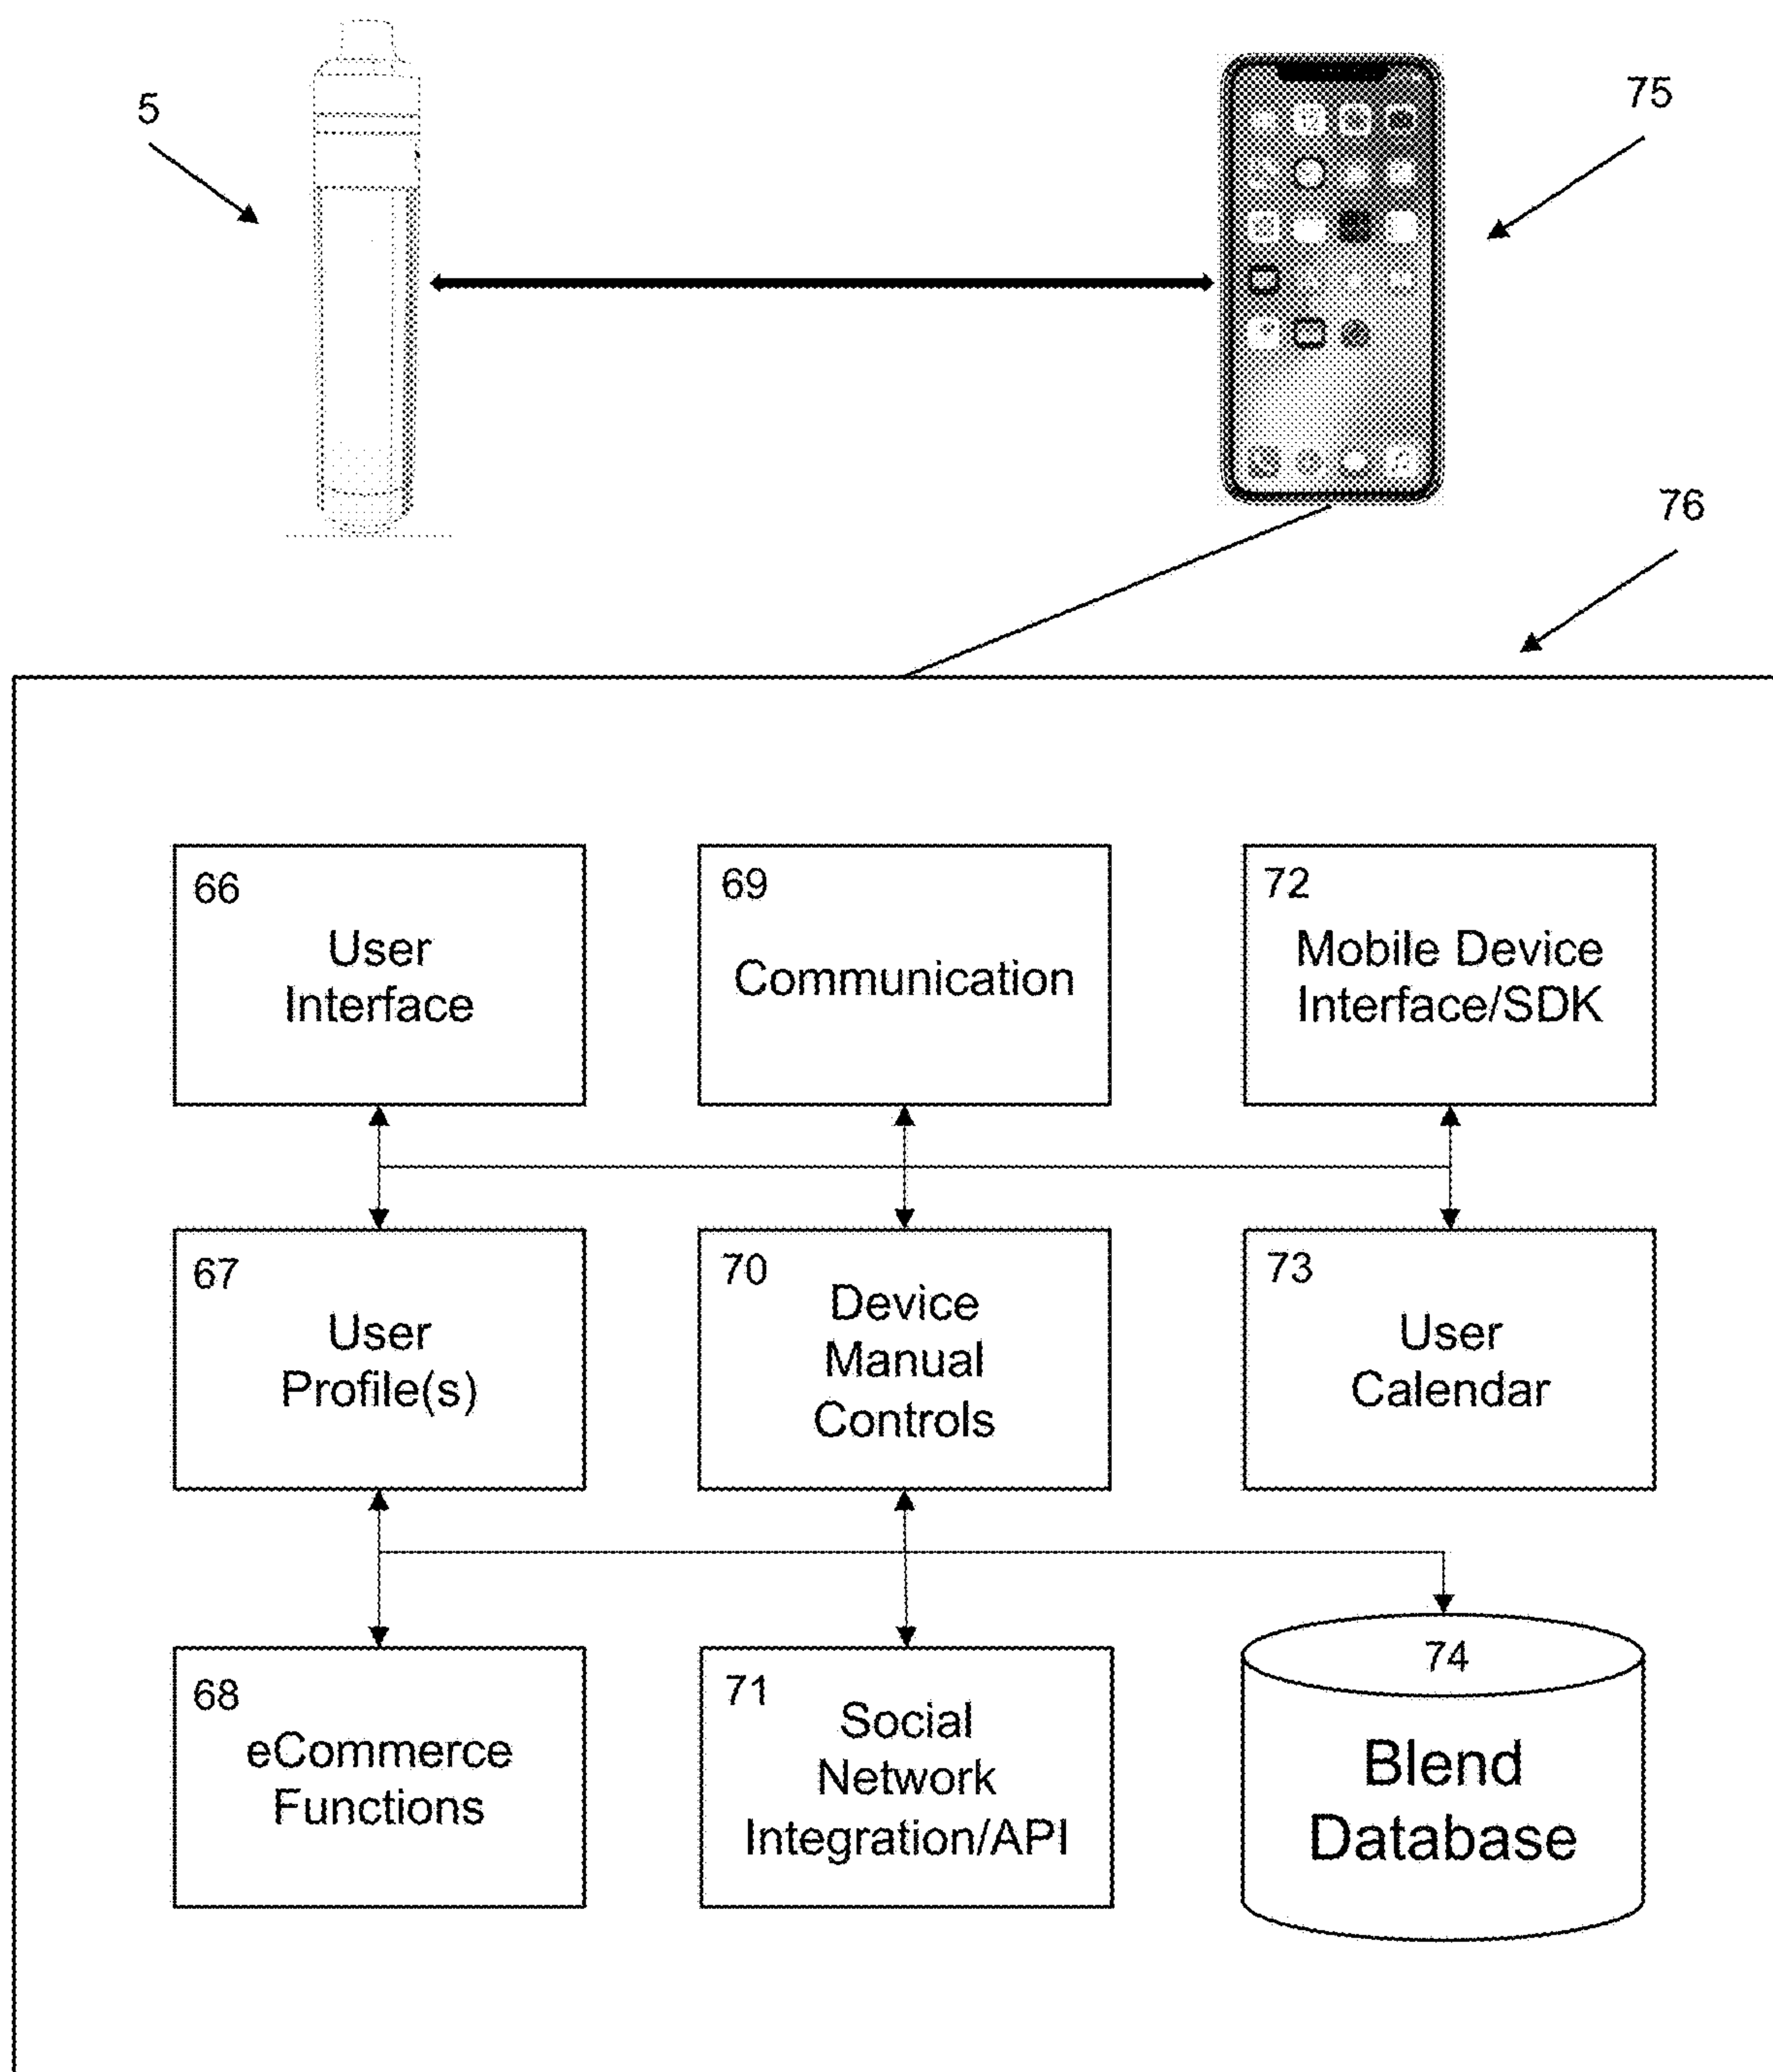 5
75
76
66
User
Interface
69
Communication
72
Mobile Device
Interface/SDK
67
User
Profile(s)
70
Device
Manual
Controls
73
User
Calendar
68
eCommerce
Functions
71
Social
Network
Integration/API
74
Blend
Database